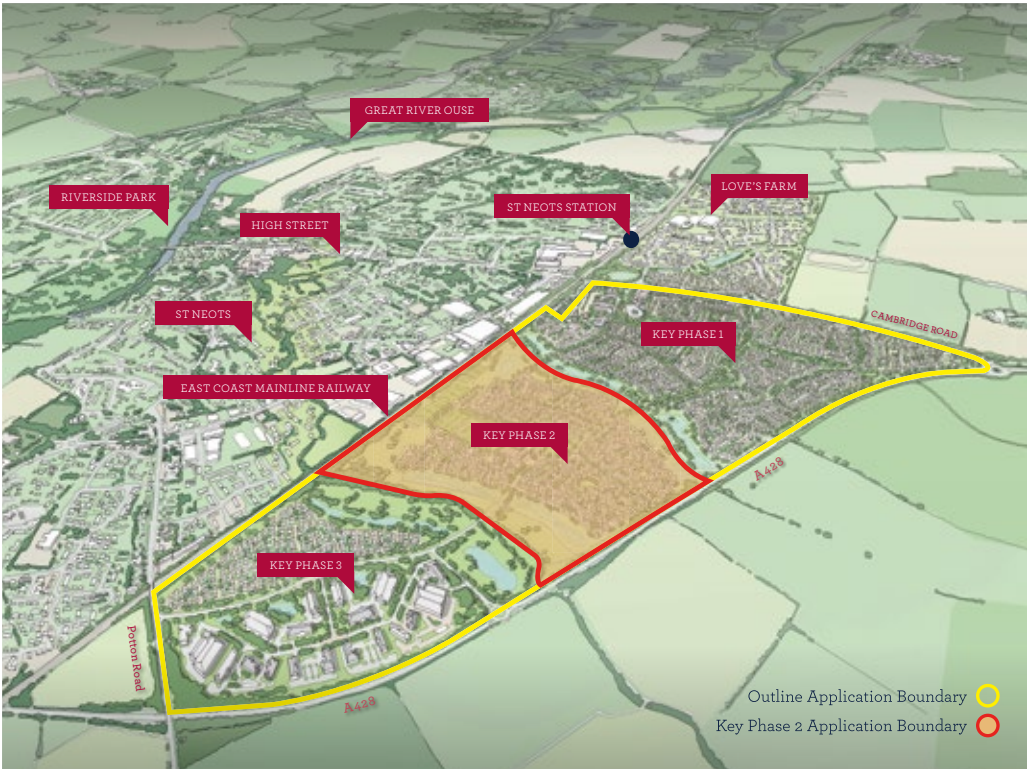 GREAT RIVER OUSE
LOVE'S FARM
RIVERSIDE PARK
ST NEOTS STATION
HIGH STREET
ST NEOTS
CAMBRIDGE ROAD
KEY PHASE 1
EAST COAST MAINLINE RAILWAY
KEY PHASE 2
A 428
KEY PHASE 3
Potton Road
A428
Outline Application Boundary
Key Phase 2 Application Boundary